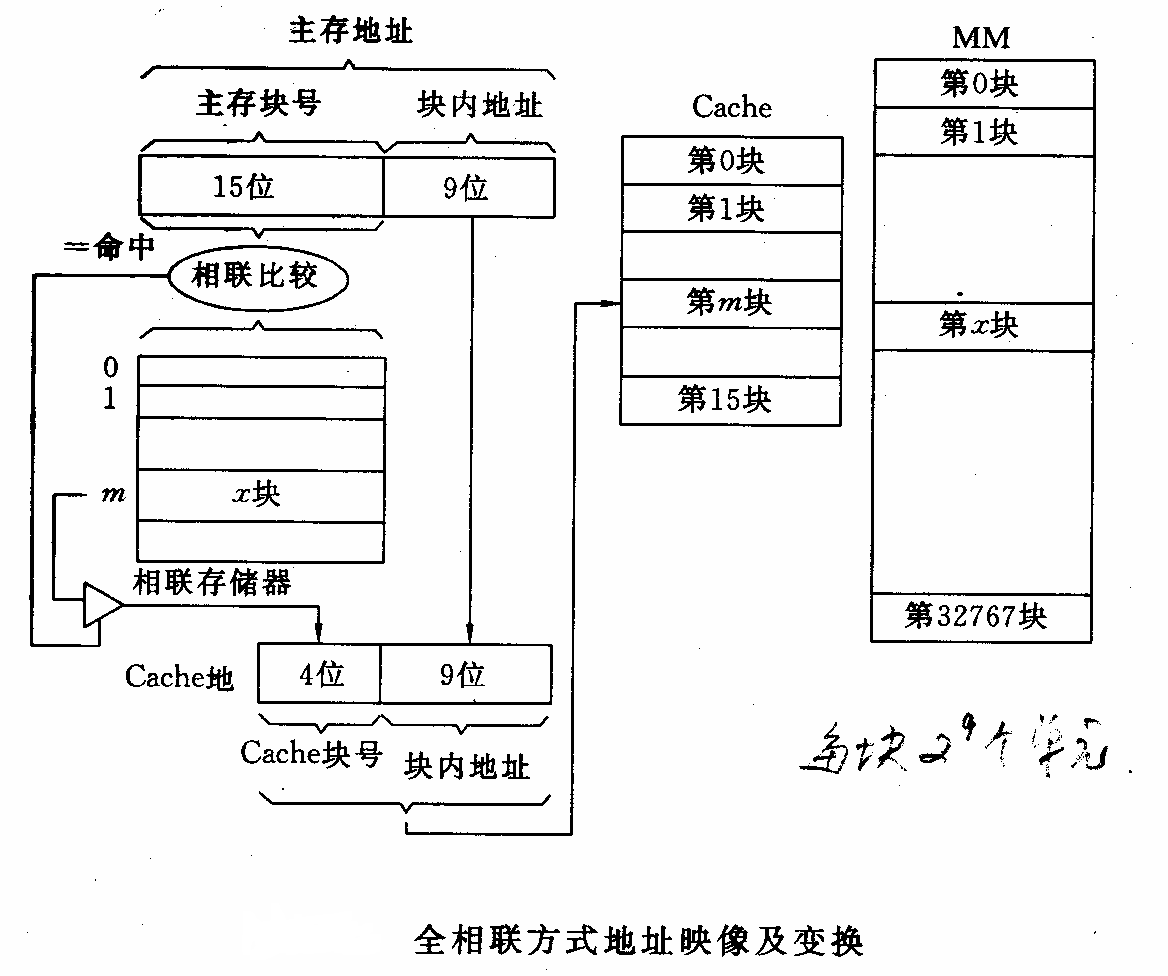 主存地址
主存块号
块内地址
15位
9位
=命中
相联比较
0
1
m
x块
相联存储器
Cache地
4位
9位
Cache块号
块内地址
Cache
第0块
第1块
第m块
第15块
MM
第0块
第1块
第x块
第32767块
每块2⁹个单元.
全相联方式地址映像及变换